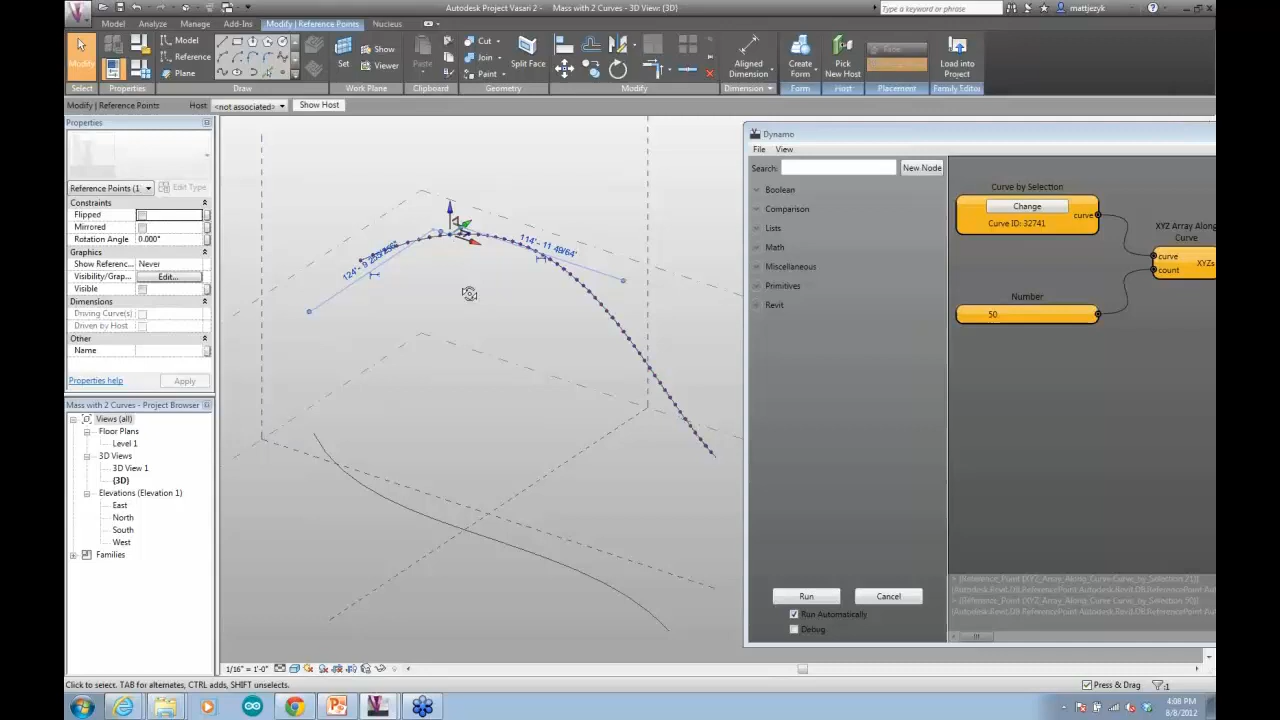 Autodesk Project Vasari 2 - Mass with 2 Curves - 3D View: {3D}
Type a keyword or phrase
mattjezyk
Model Analyze Manage Add-Ins Modify | Reference Points Nucleus
Modify
Model
Reference
Plane
Set
Show
Viewer
Paste
Cut
Join
Paint
Split Face
Aligned
Dimension
Create
Form
Pick
New Host
Load into
Project
Select Properties Draw Work Plane Clipboard Geometry Modify Dimension Form Host Placement Family Editor
Modify | Reference Points Host: <not associated> Show Host
Properties
Reference Points (1 Edit Type
Constraints
Flipped
Mirrored
Rotation Angle 0.000°
Graphics
Show Referenc... Never
Visibility/Grap... Edit...
Visible
Dimensions
Driving Curve(s)
Driven by Host
Other
Name
Properties help Apply
Mass with 2 Curves - Project Browser
Views (all)
Floor Plans
Level 1
3D Views
3D View 1
{3D}
Elevations (Elevation 1)
East
North
South
West
Families
114' - 11 49/64"
Dynamo
File View
Search: New Node
Boolean
Comparison
Lists
Math
Miscellaneous
Primitives
Revit
Curve by Selection
Change
Curve ID: 32741
curve
Number
50
XYZ Array Along
Curve
curve
count
XYZs
Run Cancel
Run Automatically
Debug
1/16" = 1'-0"
Click to select, TAB for alternates, CTRL adds, SHIFT unselects.
Press & Drag
:1
4:08 PM
8/8/2012